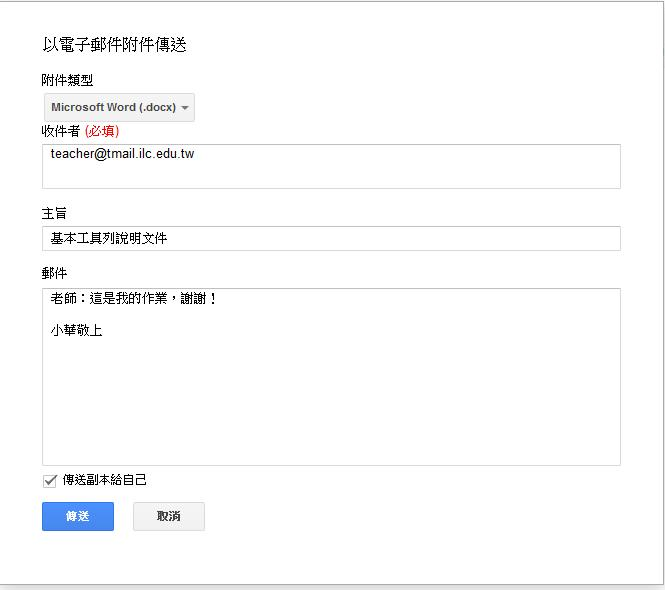 以電子郵件附件傳送
附件類型
Microsoft Word (.docx)
收件者 (必填)
teacher@tmail.ilc.edu.tw
主旨
基本工具列說明文件
郵件
老師：這是我的作業，謝謝！
小華敬上
傳送副本給自己
傳送 取消